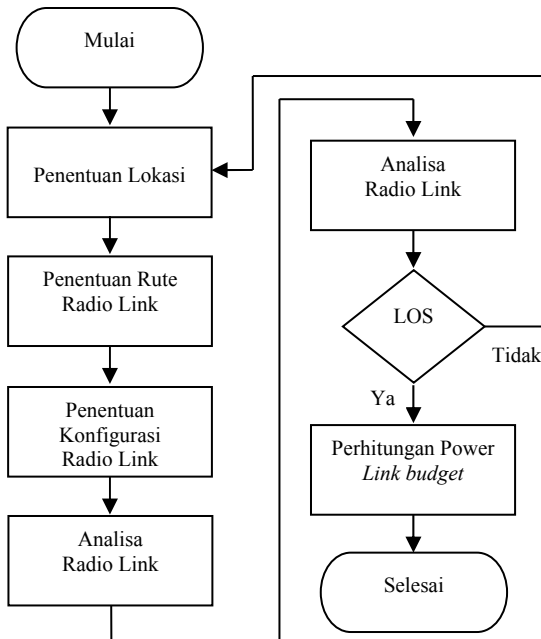 Mulai
Penentuan Lokasi
Penentuan Rute
Radio Link
Penentuan
Konfigurasi
Radio Link
Analisa
Radio Link
Analisa
Radio Link
LOS
Tidak
Ya
Perhitungan Power
Link budget
Selesai